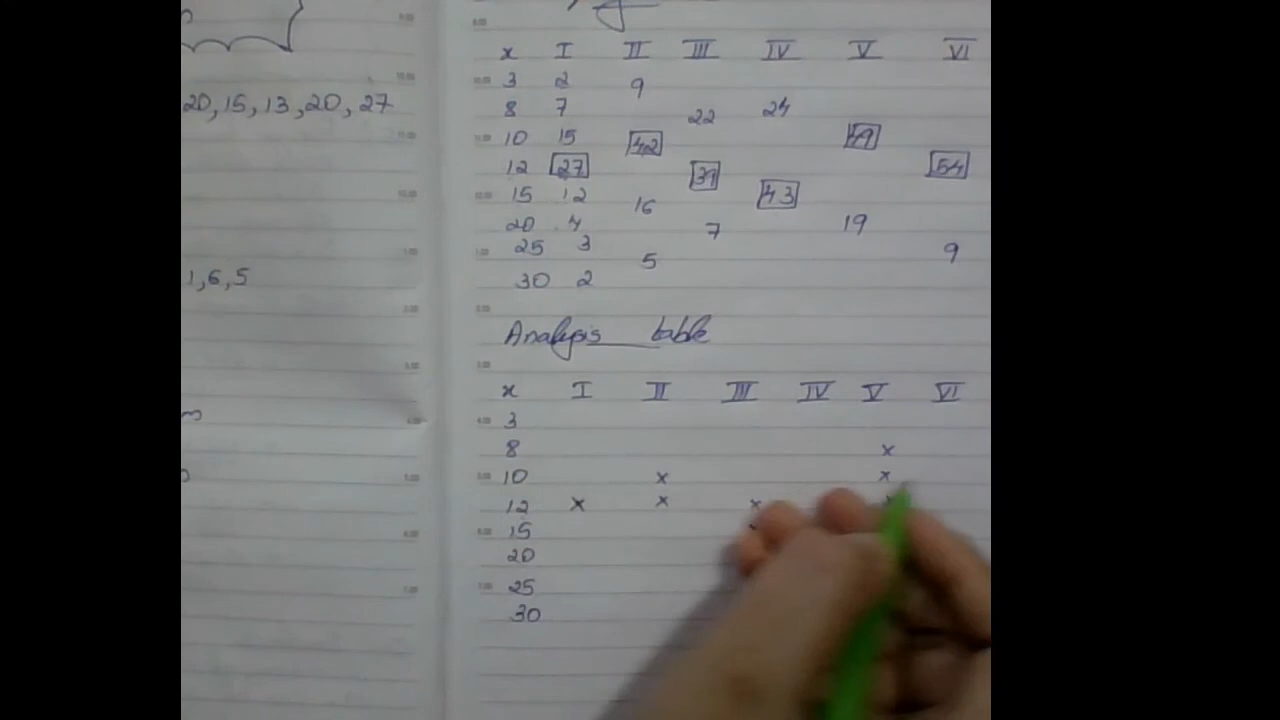 20, 15, 13, 20, 27
1, 6, 5
x I II III IV V VI
3 2
9
8 7
22 24
10 15
42 49
12 27
39 54
15 12
43
16
20 4
7 19
25 3
5 9
30 2
Analysis table
x I II III IV V VI
3
8 x
10 x x
12 x x x x
15
20
25
30